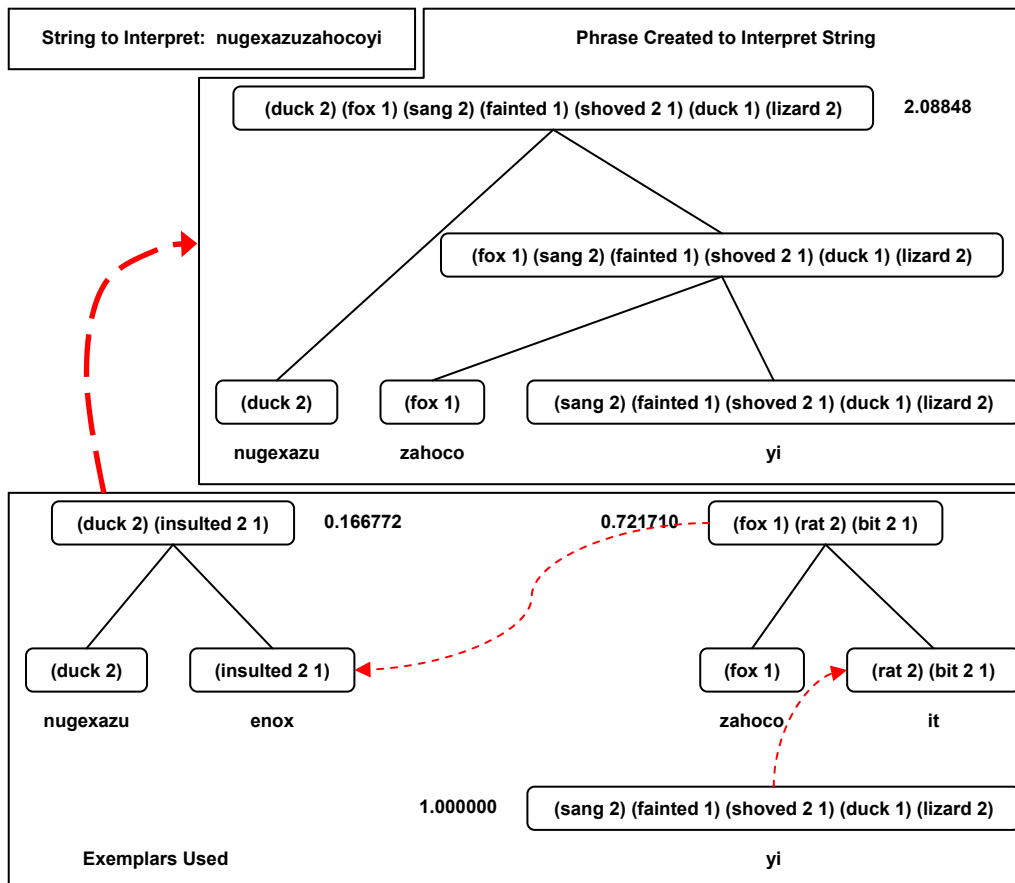 String to Interpret:  nugexazuzahocoyi
Phrase Created to Interpret String
(duck 2) (fox 1) (sang 2) (fainted 1) (shoved 2 1) (duck 1) (lizard 2)
2.08848
(fox 1) (sang 2) (fainted 1) (shoved 2 1) (duck 1) (lizard 2)
(duck 2)
(fox 1)
(sang 2) (fainted 1) (shoved 2 1) (duck 1) (lizard 2)
nugexazu
zahoco
yi
(duck 2) (insulted 2 1)
0.166772
0.721710
(fox 1) (rat 2) (bit 2 1)
(duck 2)
(insulted 2 1)
(fox 1)
(rat 2) (bit 2 1)
nugexazu
enox
zahoco
it
1.000000
(sang 2) (fainted 1) (shoved 2 1) (duck 1) (lizard 2)
Exemplars Used
yi